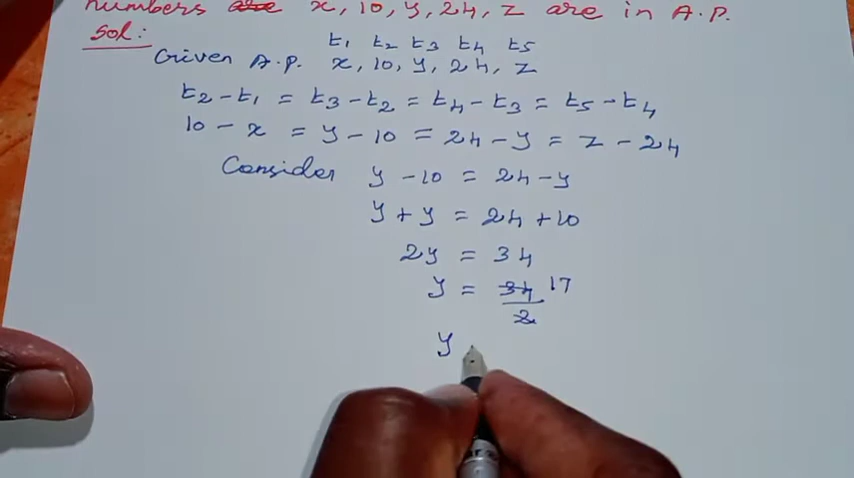 numbers are x, 10, y, 24, z are in A.P.
Sol:
t1 t2 t3 t4 t5
Given A.P. x, 10, y, 24, z
t2 - t1 = t3 - t2 = t4 - t3 = t5 - t4
10 - x = y - 10 = 24 - y = z - 24
Consider y - 10 = 24 - y
y + y = 24 + 10
2y = 34
y = 34/2 17
y